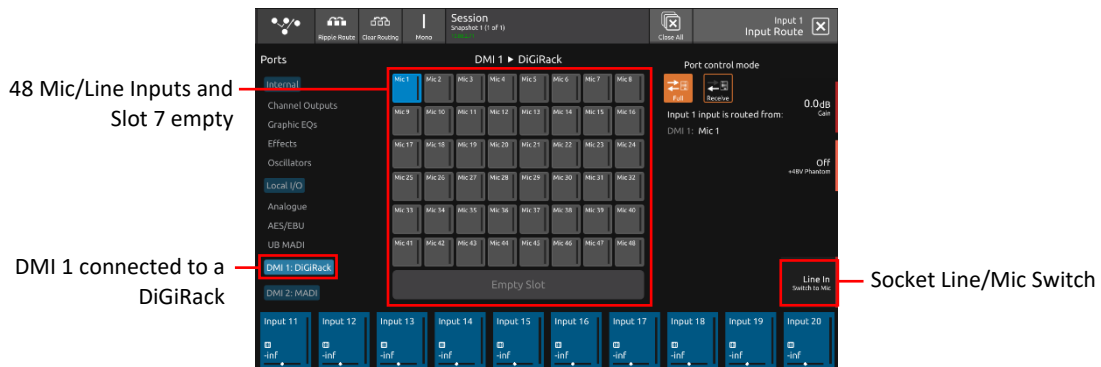 Session
Snapshot 1 (1 of 1)
Ripple Route
Clear Routing
Mono
Close All
Input 1
Input Route
Ports
DMI 1 ▶ DiGiRack
Port control mode
48 Mic/Line Inputs and
Slot 7 empty
Internal
Channel Outputs
Graphic EQs
Effects
Oscillators
Local I/O
Analogue
AES/EBU
UB MADI
DMI 1: DiGiRack
DMI 2: MADI
DMI 1 connected to a
DiGiRack
Mic 1 Mic 2 Mic 3 Mic 4 Mic 5 Mic 6 Mic 7 Mic 8
Mic 9 Mic 10 Mic 11 Mic 12 Mic 13 Mic 14 Mic 15 Mic 16
Mic 17 Mic 18 Mic 19 Mic 20 Mic 21 Mic 22 Mic 23 Mic 24
Mic 25 Mic 26 Mic 27 Mic 28 Mic 29 Mic 30 Mic 31 Mic 32
Mic 33 Mic 34 Mic 35 Mic 36 Mic 37 Mic 38 Mic 39 Mic 40
Mic 41 Mic 42 Mic 43 Mic 44 Mic 45 Mic 46 Mic 47 Mic 48
Empty Slot
Full
Receive
Input 1 input is routed from:
DMI 1: Mic 1
0.0dB
Gain
Off
+48V Phantom
Line In
Switch to Mic
Socket Line/Mic Switch
Input 11 Input 12 Input 13 Input 14 Input 15 Input 16 Input 17 Input 18 Input 19 Input 20
-inf -inf -inf -inf -inf -inf -inf -inf -inf -inf